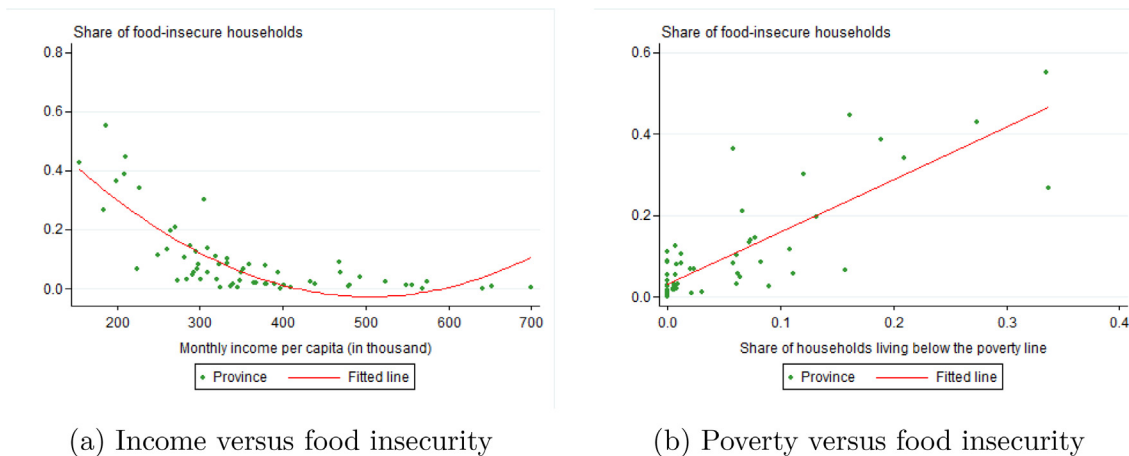 Share of food-insecure households
0.8
0.6
0.4
0.2
0.0
200 300 400 500 600 700
Monthly income per capita (in thousand)
Province Fitted line
(a) Income versus food insecurity
Share of food-insecure households
0.6
0.4
0.2
0.0
0.0 0.1 0.2 0.3 0.4
Share of households living below the poverty line
Province Fitted line
(b) Poverty versus food insecurity